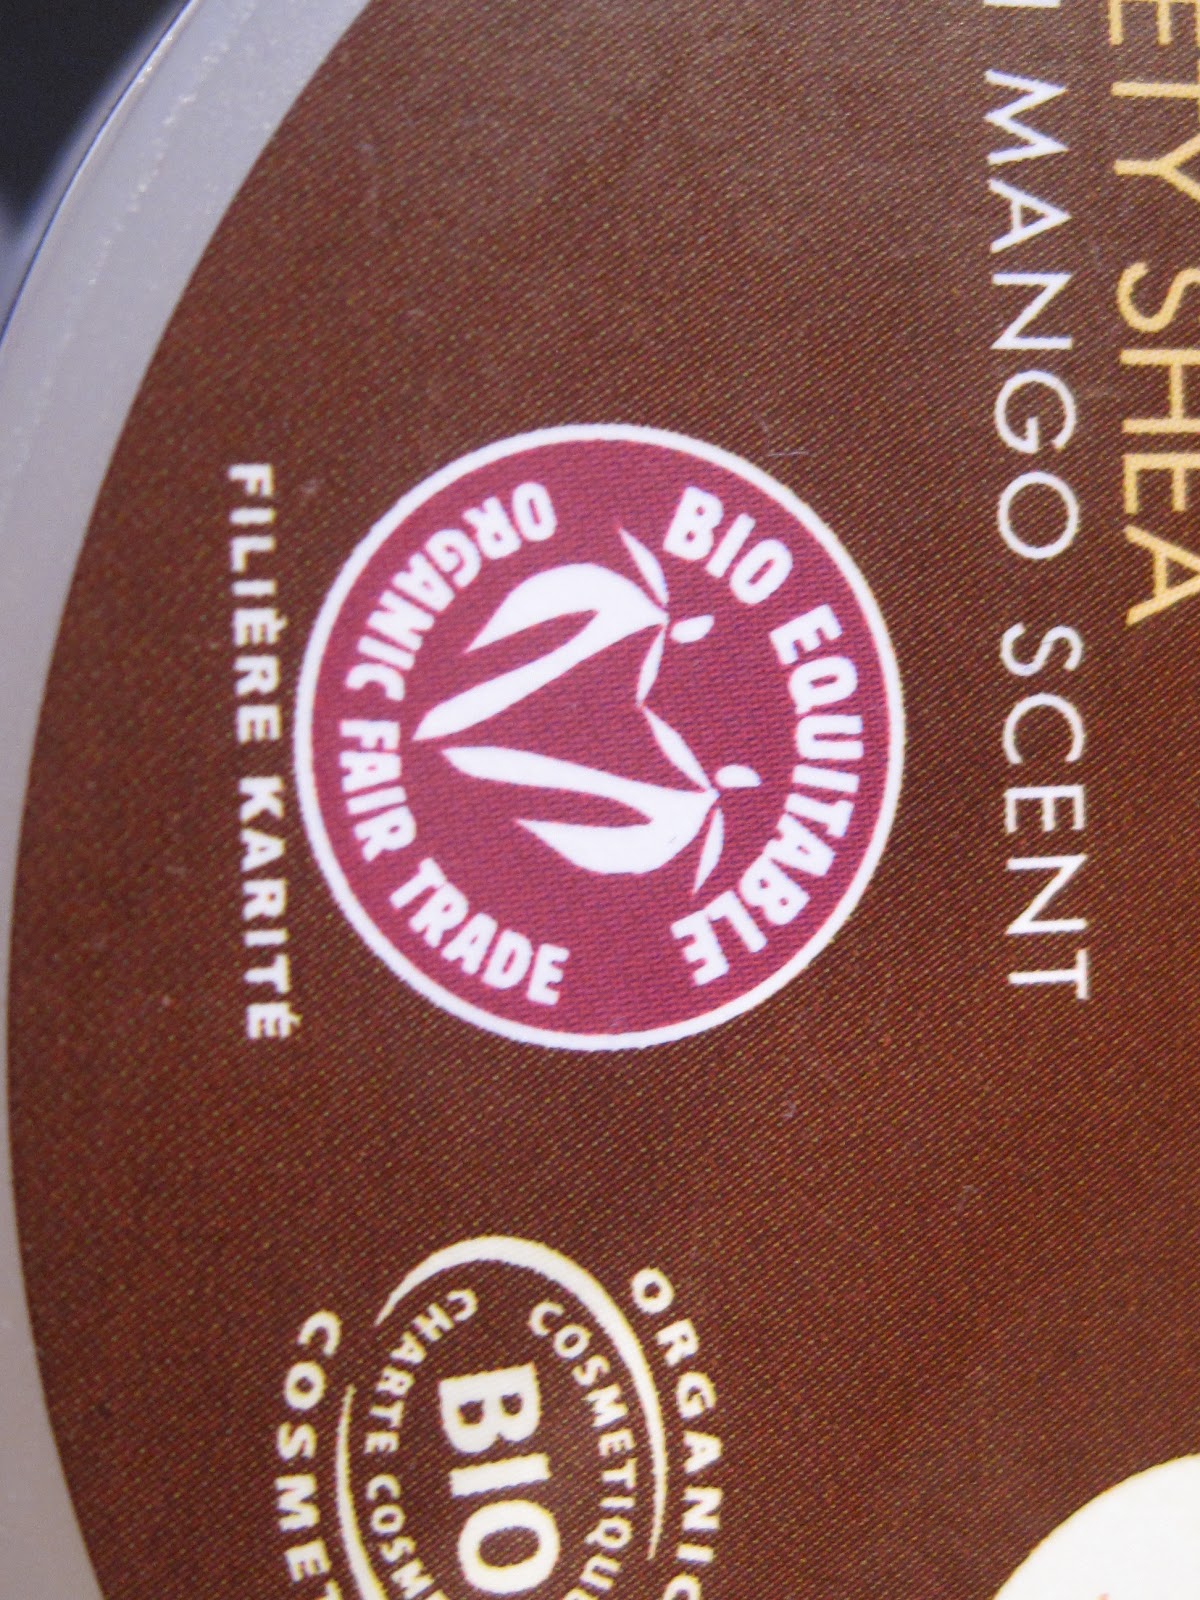 ETY SHEA
MANGO SCENT
BIO EQUITABLE
ORGANIC FAIR TRADE
FILIÈRE KARITÉ
ORGANIC
COSMETIQUE
BIO
CHARTE COSM
COSMET